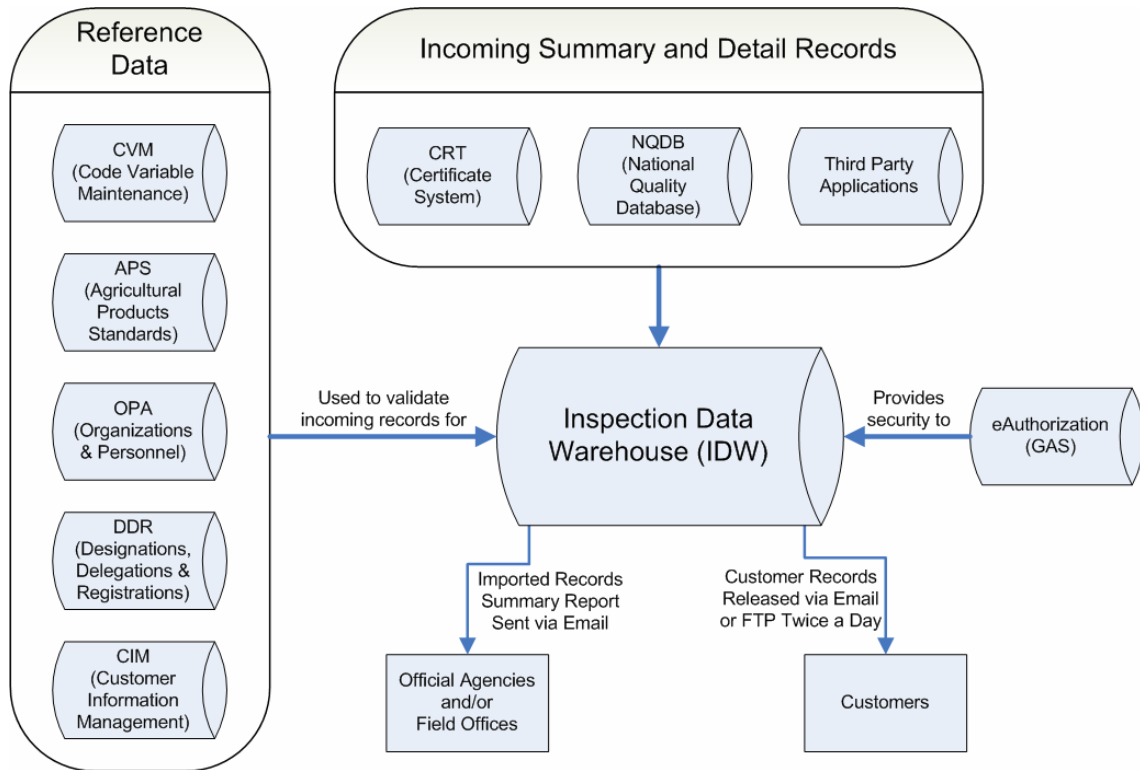 Reference
Data
CVM
(Code Variable
Maintenance)
APS
(Agricultural
Products
Standards)
OPA
(Organizations
& Personnel)
DDR
(Designations,
Delegations &
Registrations)
CIM
(Customer
Information
Management)
Incoming Summary and Detail Records
CRT
(Certificate
System)
NQDB
(National
Quality
Database)
Third Party
Applications
Used to validate
incoming records for
Inspection Data
Warehouse (IDW)
Provides
security to
eAuthorization
(GAS)
Imported Records
Summary Report
Sent via Email
Customer Records
Released via Email
or FTP Twice a Day
Official Agencies
and/or
Field Offices
Customers